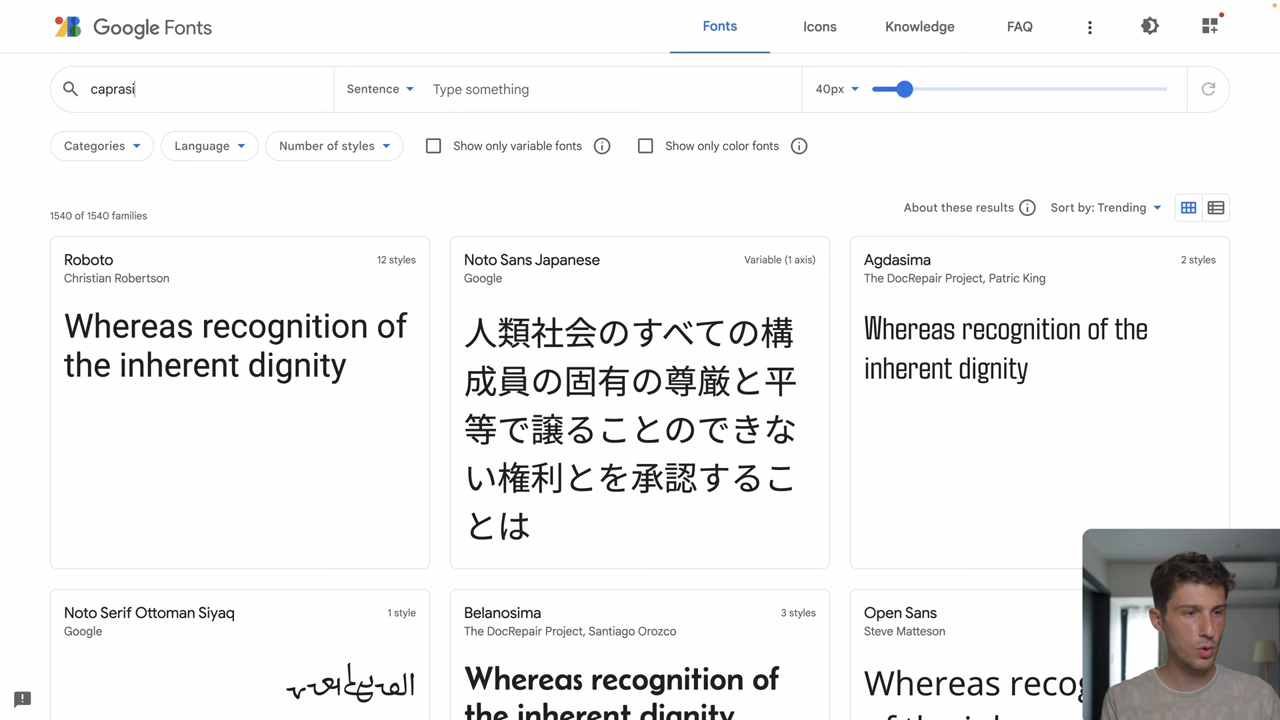 Google Fonts
Fonts
Icons
Knowledge
FAQ
caprasi
Sentence
Type something
40px
Categories
Language
Number of styles
Show only variable fonts
Show only color fonts
1540 of 1540 families
About these results
Sort by: Trending
Roboto
12 styles
Christian Robertson
Whereas recognition of
the inherent dignity
Noto Sans Japanese
Variable (1 axis)
Google
人類社会のすべての構
成員の固有の尊厳と平
等で譲ることのできな
い権利とを承認するこ
とは
Agdasima
2 styles
The DocRepair Project, Patric King
Whereas recognition of the
inherent dignity
Noto Serif Ottoman Siyaq
1 style
Google
Belanosima
3 styles
The DocRepair Project, Santiago Orozco
Whereas recognition of
the inherent dignity
Open Sans
Steve Matteson
Whereas